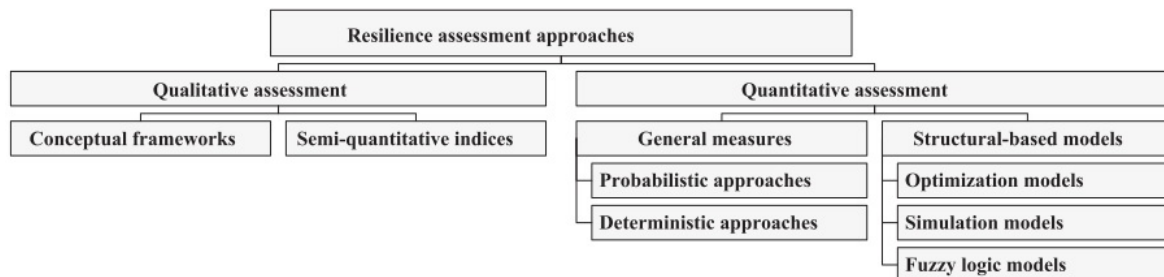 Resilience assessment approaches
Qualitative assessment
Quantitative assessment
Conceptual frameworks
Semi-quantitative indices
General measures
Structural-based models
Probabilistic approaches
Optimization models
Deterministic approaches
Simulation models
Fuzzy logic models